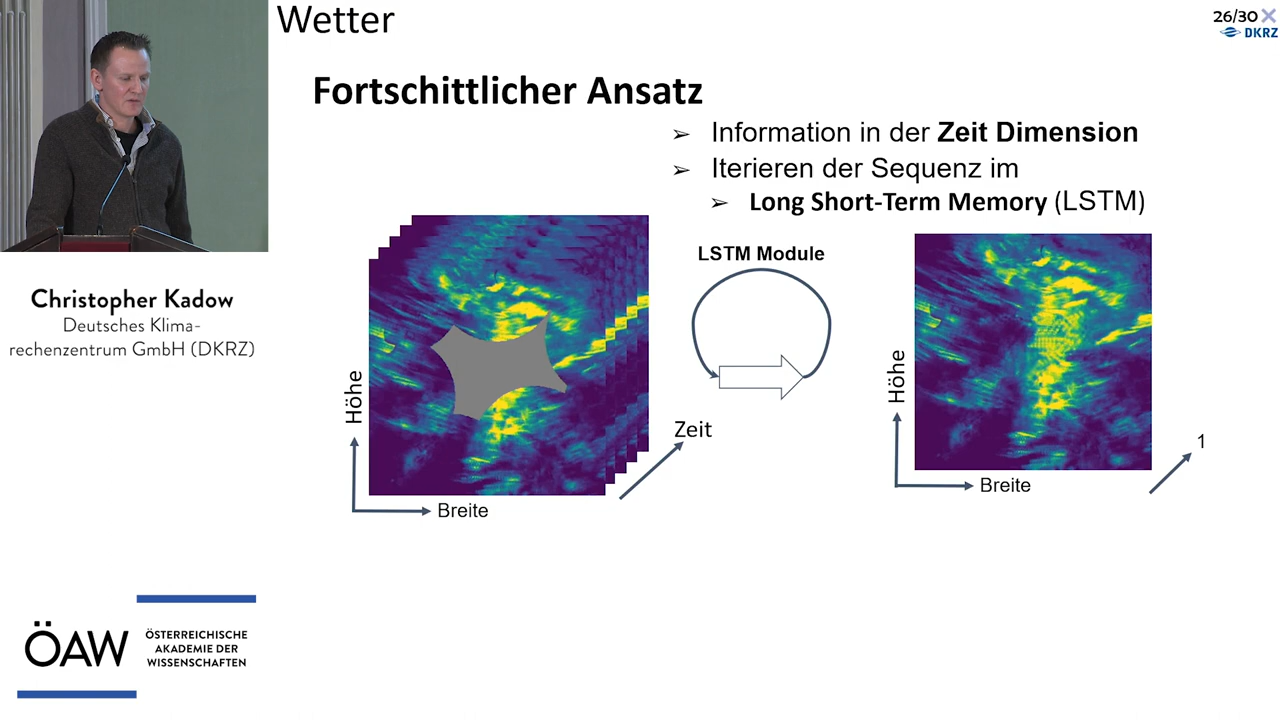 Wetter
26/30
DKRZ
Fortschittlicher Ansatz
Information in der Zeit Dimension
Iterieren der Sequenz im
Long Short-Term Memory (LSTM)
Christopher Kadow
Deutsches Klima-
rechenzentrum GmbH (DKRZ)
LSTM Module
Höhe
Breite
Zeit
Höhe
Breite
1
ÖAW
ÖSTERREICHISCHE
AKADEMIE DER
WISSENSCHAFTEN